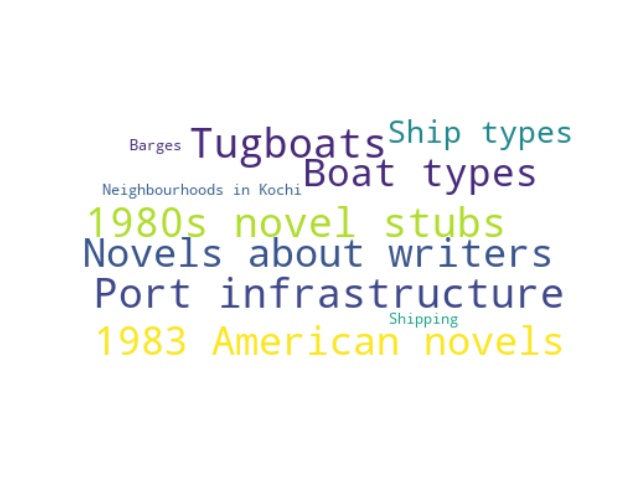 Ship types
Tugboats
Barges
Boat types
Neighbourhoods in Kochi
1980s novel stubs
Novels about writers
Port infrastructure
Shipping
1983 American novels